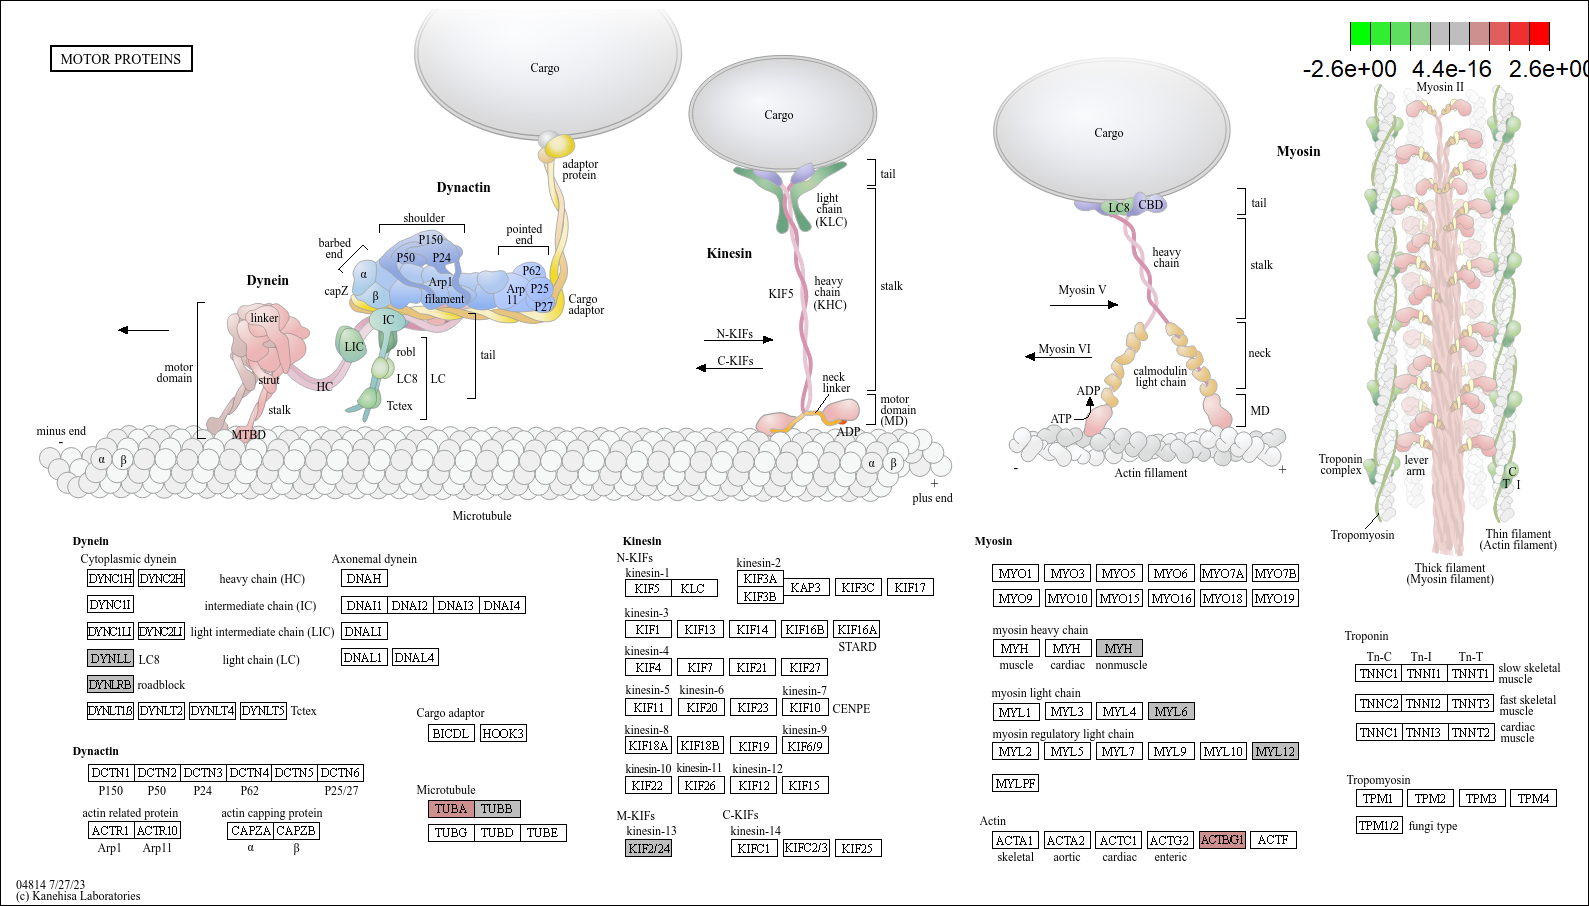 MOTOR PROTEINS
-2.6e+00 4.4e-16 2.6e+00
Cargo
Cargo
Cargo
Myosin II
adaptor
protein
Dynactin
shoulder
barbed
end
pointed
end
P150
P50 P24
P62
α
Arp1
filament
Arp
11
P25
P27
capZ
β
Cargo
adaptor
Dynein
linker
IC
LIC
robl
LC8
LC
Tctex
tail
motor
domain
strut
HC
stalk
MTBD
minus end
-
α β
α β
+
plus end
Microtubule
Kinesin
tail
light
chain
(KLC)
KIF5
heavy
chain
(KHC)
stalk
N-KIFs
C-KIFs
neck
linker
motor
domain
(MD)
ADP
Myosin
LC8 CBD
tail
heavy
chain
stalk
Myosin V
Myosin VI
neck
calmodulin
light chain
ADP
ATP
MD
-
+
Actin fillament
Troponin
complex
lever
arm
C
T I
Tropomyosin
Thin filament
(Actin filament)
Thick filament
(Myosin filament)
Dynein
Cytoplasmic dynein Axonemal dynein
DYNC1H DYNC2H heavy chain (HC) DNAH
DYNC1I intermediate chain (IC) DNAI1 DNAI2 DNAI3 DNAI4
DYNC1LI DYNC2LI light intermediate chain (LIC) DNALI
DYNLL LC8 light chain (LC) DNAL1 DNAL4
DYNLRB roadblock
DYNLT1B DYNLT2 DYNLT4 DYNLT5 Tctex
Dynactin
DCTN1 DCTN2 DCTN3 DCTN4 DCTN5 DCTN6
P150 P50 P24 P62 P25/27
actin related protein actin capping protein
ACTR1 ACTR10 CAPZA CAPZB
Arp1 Arp11 α β
Cargo adaptor
BICDL HOOK3
Microtubule
TUBA TUBB
TUBG TUBD TUBE
Kinesin
N-KIFs
kinesin-1 kinesin-2
KIF5 KLC KIF3A KIF3B KAP3 KIF3C KIF17
kinesin-3
KIF1 KIF13 KIF14 KIF16B KIF16A
STARD
kinesin-4
KIF4 KIF7 KIF21 KIF27
kinesin-5 kinesin-6 kinesin-7
KIF11 KIF20 KIF23 KIF10 CENPE
kinesin-8 kinesin-9
KIF18A KIF18B KIF19 KIF6/9
kinesin-10 kinesin-11 kinesin-12
KIF22 KIF26 KIF12 KIF15
M-KIFs C-KIFs
kinesin-13 kinesin-14
KIF2/24 KIFC1 KIFC2/3 KIF25
Myosin
MYO1 MYO3 MYO5 MYO6 MYO7A MYO7B
MYO9 MYO10 MYO15 MYO16 MYO18 MYO19
myosin heavy chain
MYH MYH MYH
muscle cardiac nonmuscle
myosin light chain
MYL1 MYL3 MYL4 MYL6
myosin regulatory light chain
MYL2 MYL5 MYL7 MYL9 MYL10 MYL12
MYLPF
Actin
ACTA1 ACTA2 ACTC1 ACTG2 ACTB/G1 ACTF
skeletal aortic cardiac enteric
Troponin
Tn-C Tn-I Tn-T
TNNC1 TNNI1 TNNT1 slow skeletal
muscle
TNNC2 TNNI2 TNNT3 fast skeletal
muscle
TNNC1 TNNI3 TNNT2 cardiac
muscle
Tropomyosin
TPM1 TPM2 TPM3 TPM4
TPM1/2 fungi type
04814 7/27/23
(c) Kanehisa Laboratories